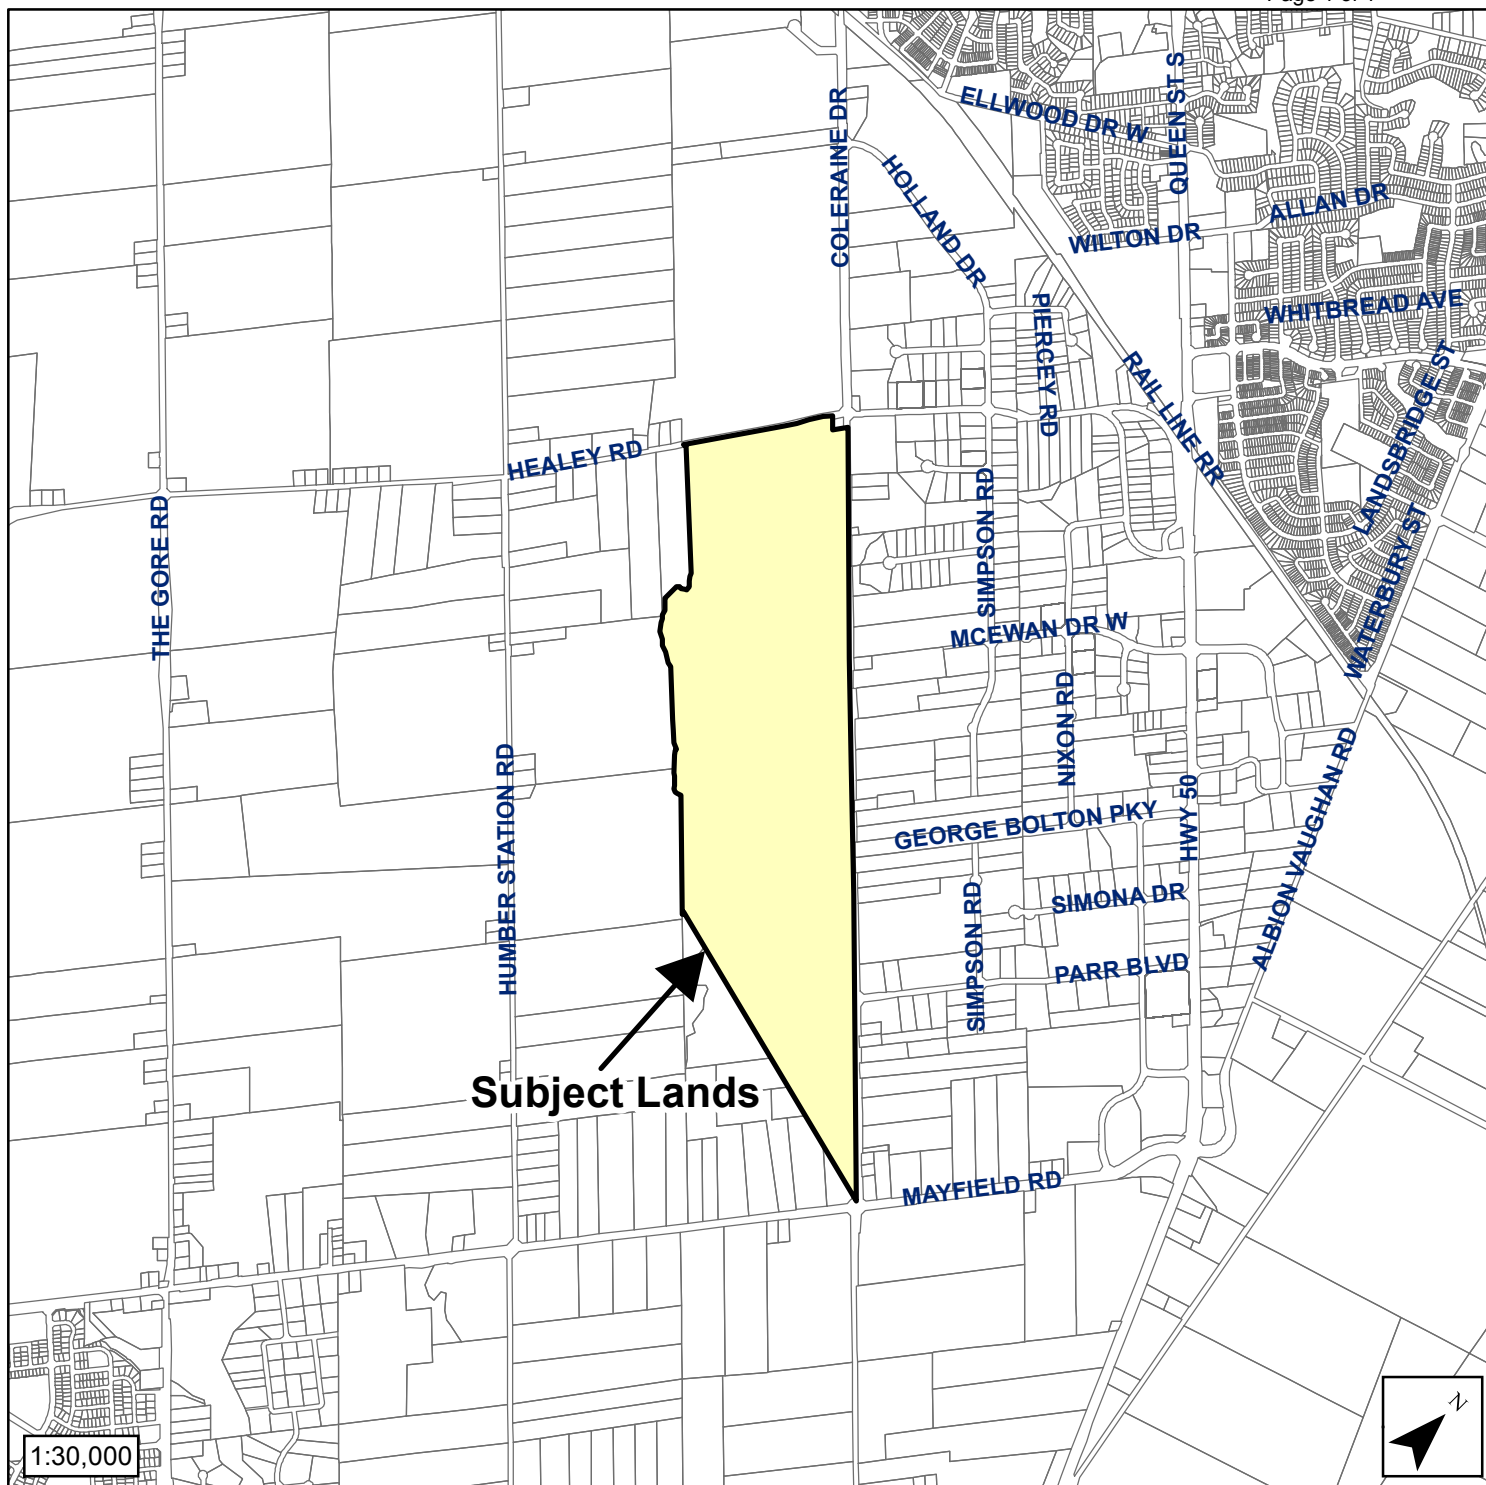 ELLWOOD DR W
QUEEN ST S
COLERAINE DR
HOLLAND DR
ALLAN DR
WILTON DR
WHITBREAD AVE
PIERCEY RD
RAIL LINE RR
LANDSBRIDGE ST
HEALEY RD
THE GORE RD
SIMPSON RD
WATERBURY ST
MCEWAN DR W
NIXON RD
HUMBER STATION RD
HWY 50
ALBION VAUGHAN RD
GEORGE BOLTON PKY
SIMPSON RD
SIMONA DR
PARR BLVD
Subject Lands
MAYFIELD RD
N
1:30,000